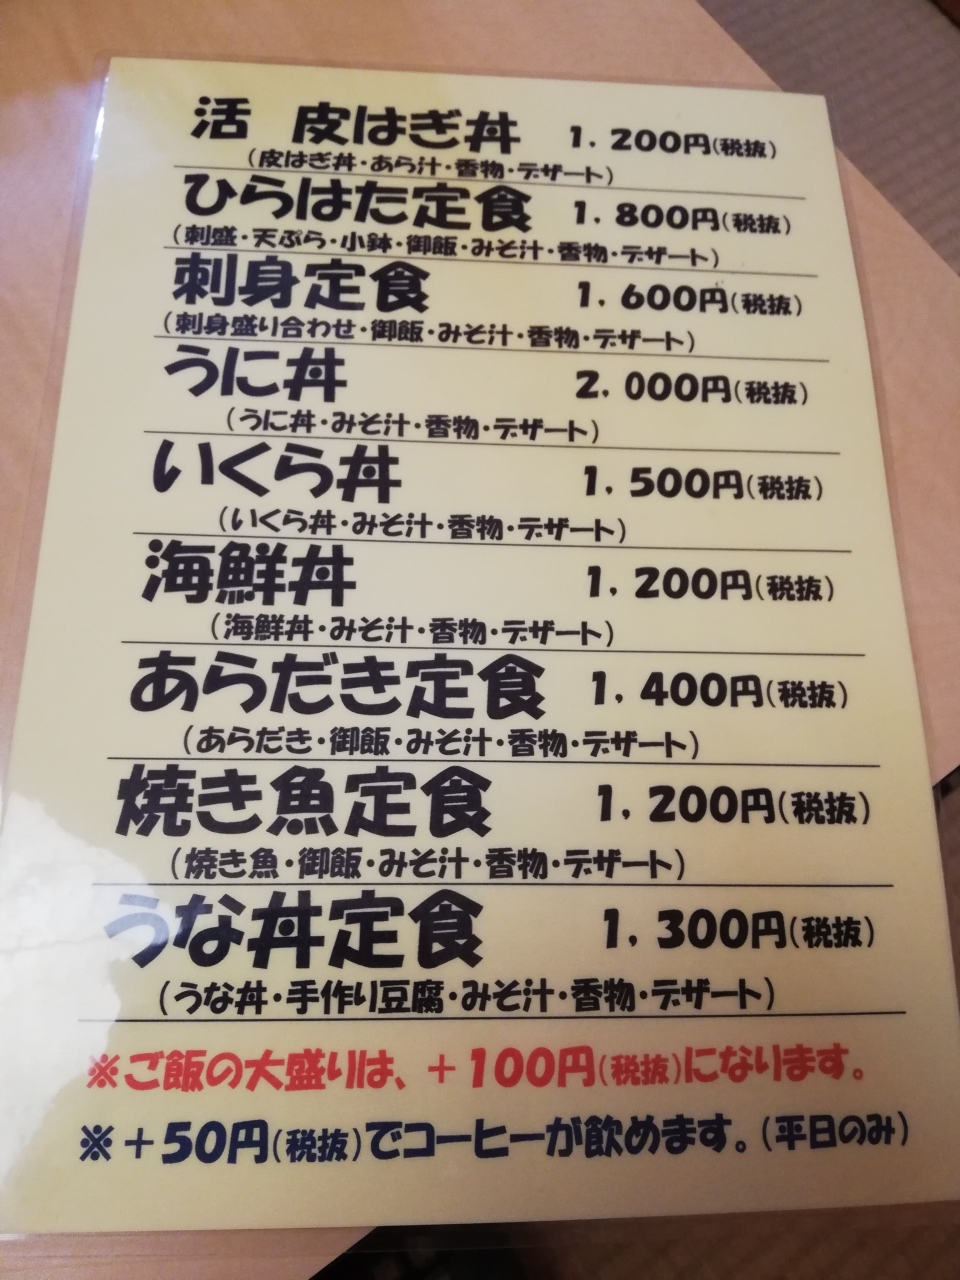 活 皮はぎ丼 1,200円(税抜)
(皮はぎ丼・あら汁・香物・デザート)
ひらはた定食 1,800円(税抜)
(刺盛・天ぷら・小鉢・御飯・みそ汁・香物・デザート)
刺身定食 1,600円(税抜)
(刺身盛り合わせ・御飯・みそ汁・香物・デザート)
うに丼 2,000円(税抜)
(うに丼・みそ汁・香物・デザート)
いくら丼 1,500円(税抜)
(いくら丼・みそ汁・香物・デザート)
海鮮丼 1,200円(税抜)
(海鮮丼・みそ汁・香物・デザート)
あらだき定食 1,400円(税抜)
(あらだき・御飯・みそ汁・香物・デザート)
焼き魚定食 1,200円(税抜)
(焼き魚・御飯・みそ汁・香物・デザート)
うな丼定食 1,300円(税抜)
(うな丼・手作り豆腐・みそ汁・香物・デザート)
※ご飯の大盛りは、+100円(税抜)になります。
※+50円(税抜)でコーヒーが飲めます。(平日のみ)